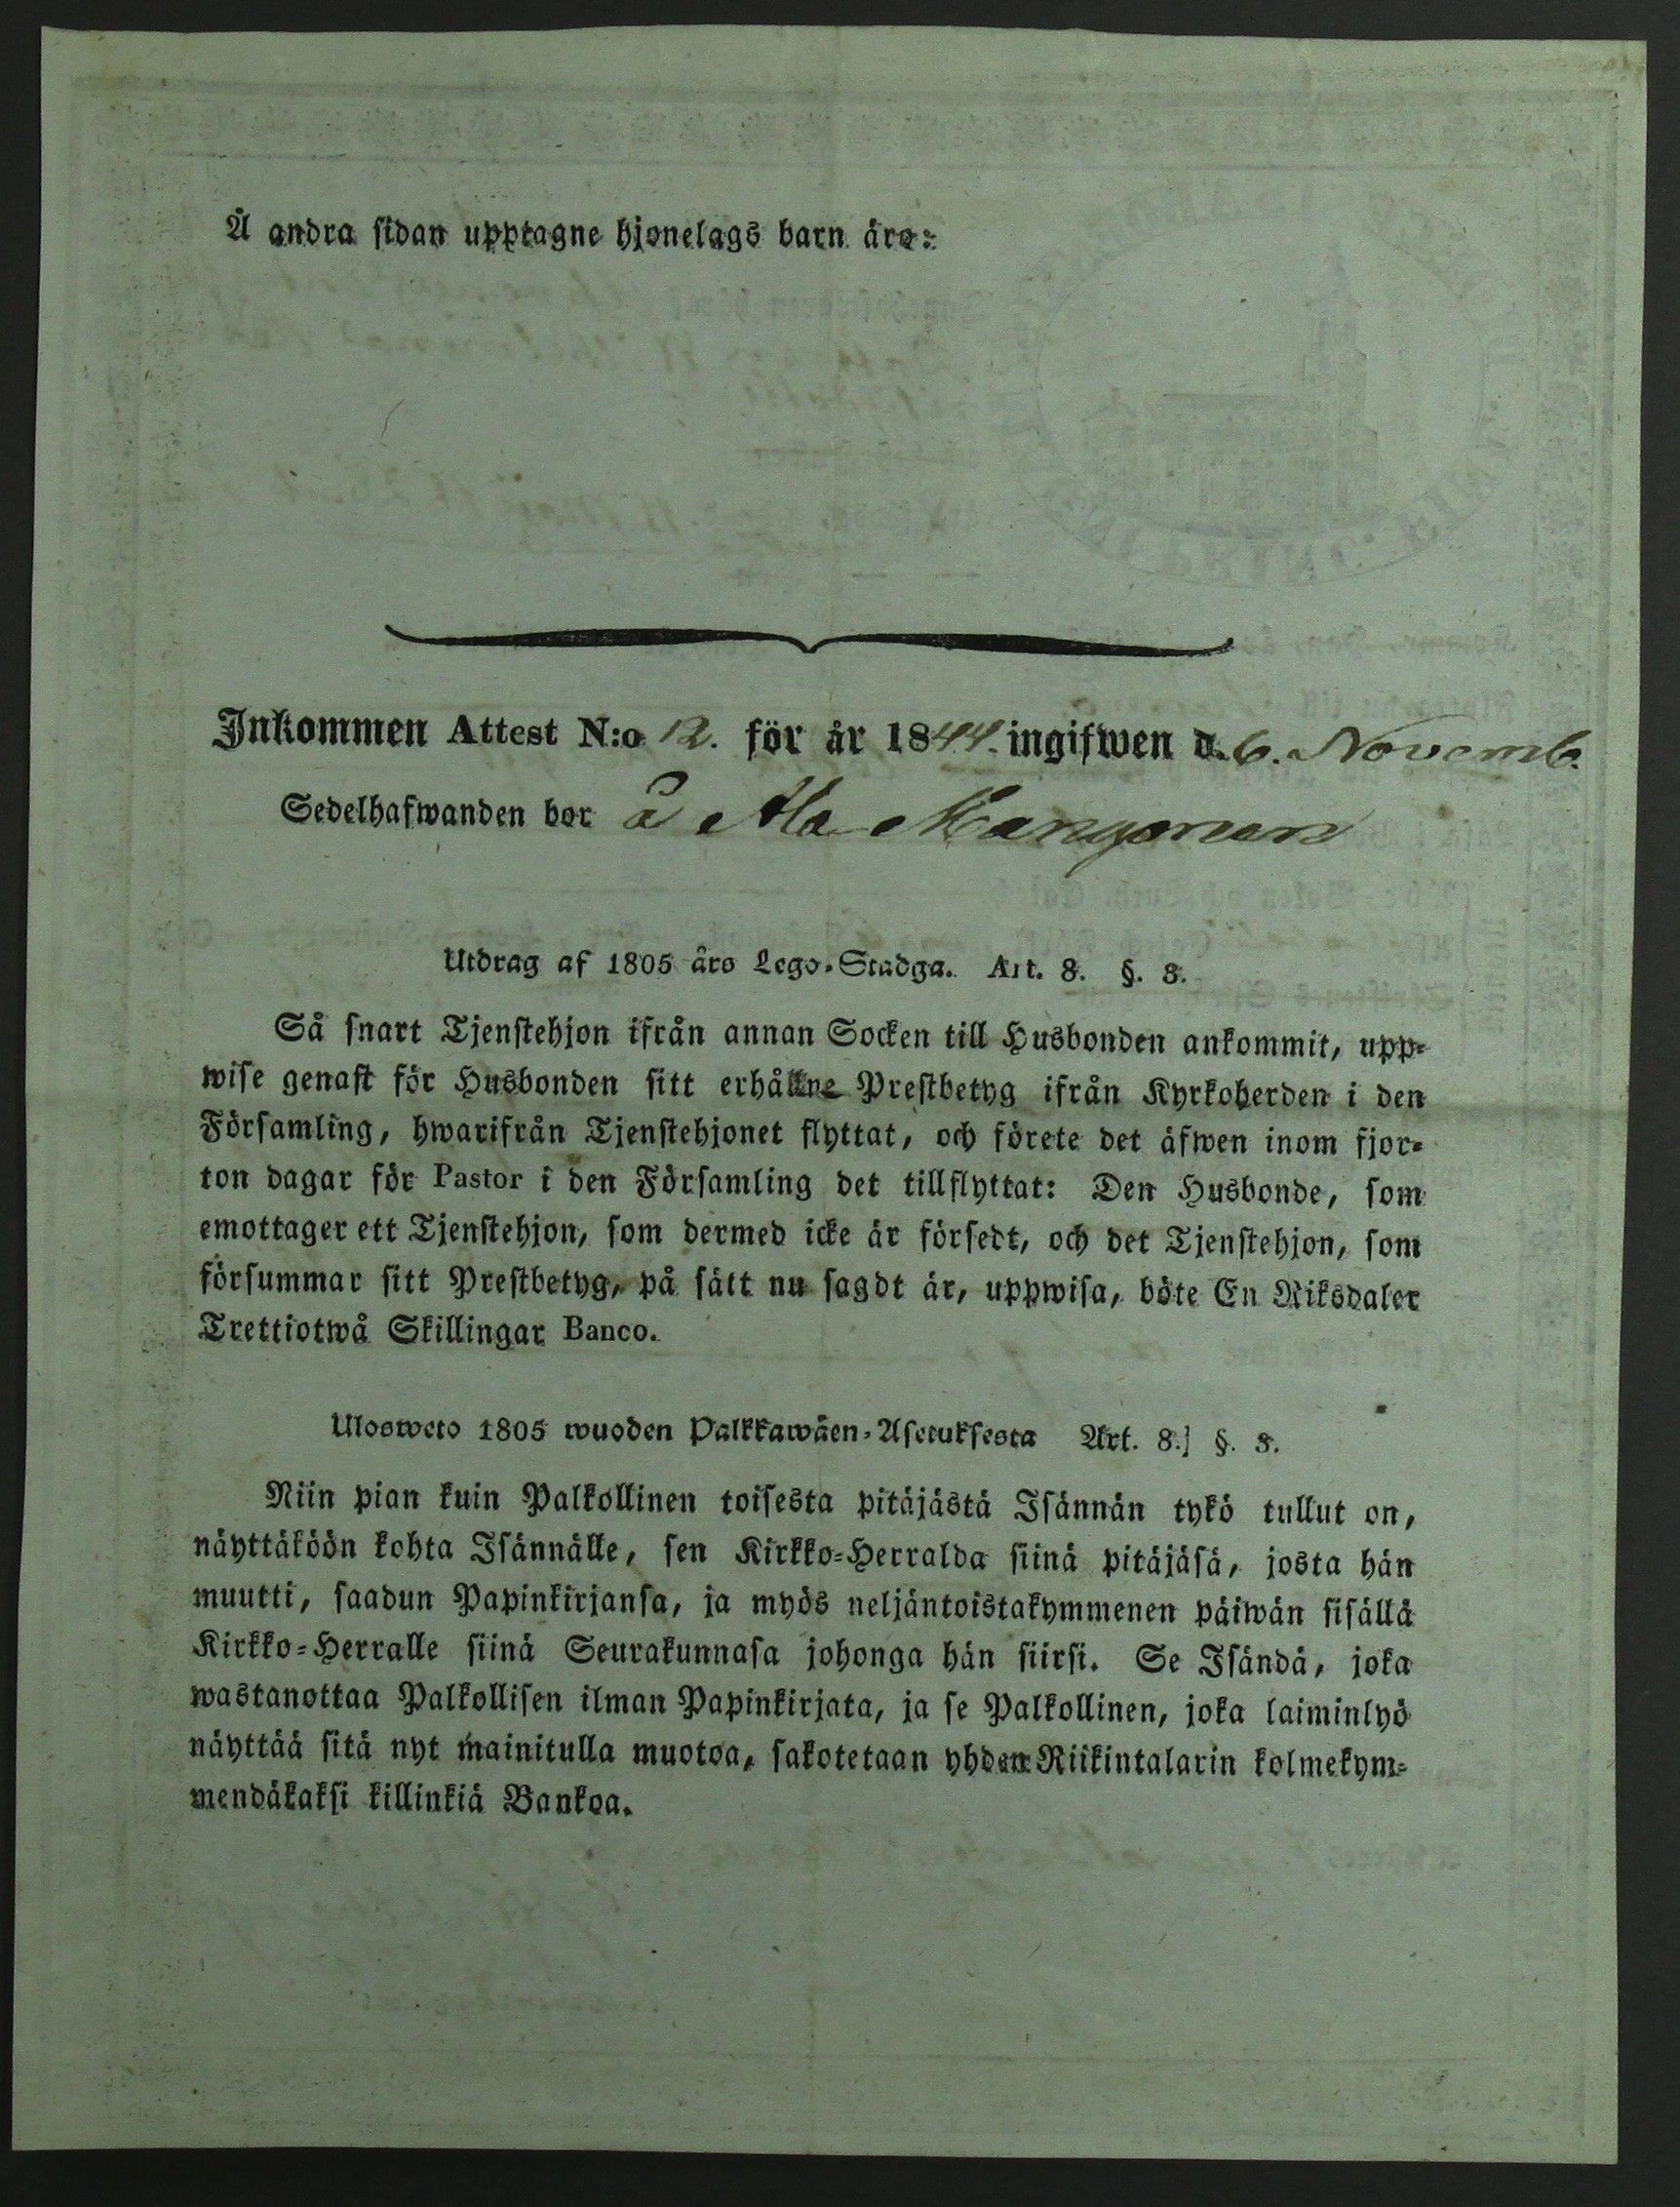 Å andra sidan upptagne hjonelags barn äro:
Inkommen Attest N:o 12. för år 1844. ingifwen d. 6. Novemb.
Sedelhafwanden bor å Ala
Utdrag af 1805 års Lego-Stadga. Art. 8. §. 3.
Så snart Tjenstehjon ifrån annan Socken till Husbonden ankommit, upp-
wise genast för Husbonden sitt erhållne Prestbetyg ifrån Kyrkoherden i den
Församling, hwarifrån Tjenstehjonet flyttat, och förete det äfwen inom fjor-
ton dagar för Pastor i den Församling det tillflyttat: Den Husbonde, som
emottager ett Tjenstehjon, som dermed icke är försedt, och det Tjenstehjon, som
försummar sitt Prestbetyg, på sätt nu sagdt är, uppwisa, böte En Riksdaler
Trettiotwå Skillingar Banco.
Ulosweto 1805 wuoden Palkkawäen-Asetuksesta Art. 8.] §. 3.
Niin pian kuin Palkollinen toisesta pitäjästä Isännän tykö tullut on,
näyttäköön kohta Isännälle, sen Kirkko-Herralda siinä pitäjäsä, josta hän
muutti, saadun Papinkirjansa, ja myös neljäntoistakymmenen päiwän sisällä
Kirkko-Herralle siinä Seurakunnasa johonga hän siirsi. Se Isändä, joka
wastanottaa Palkollisen ilman Papinkirjata, ja se Palkollinen, joka laiminlyö
näyttää sitä nyt mainitulla muotoa, sakotetaan yhden Riikintalarin kolmekym-
mendäkaksi killinkiä Bankoa.